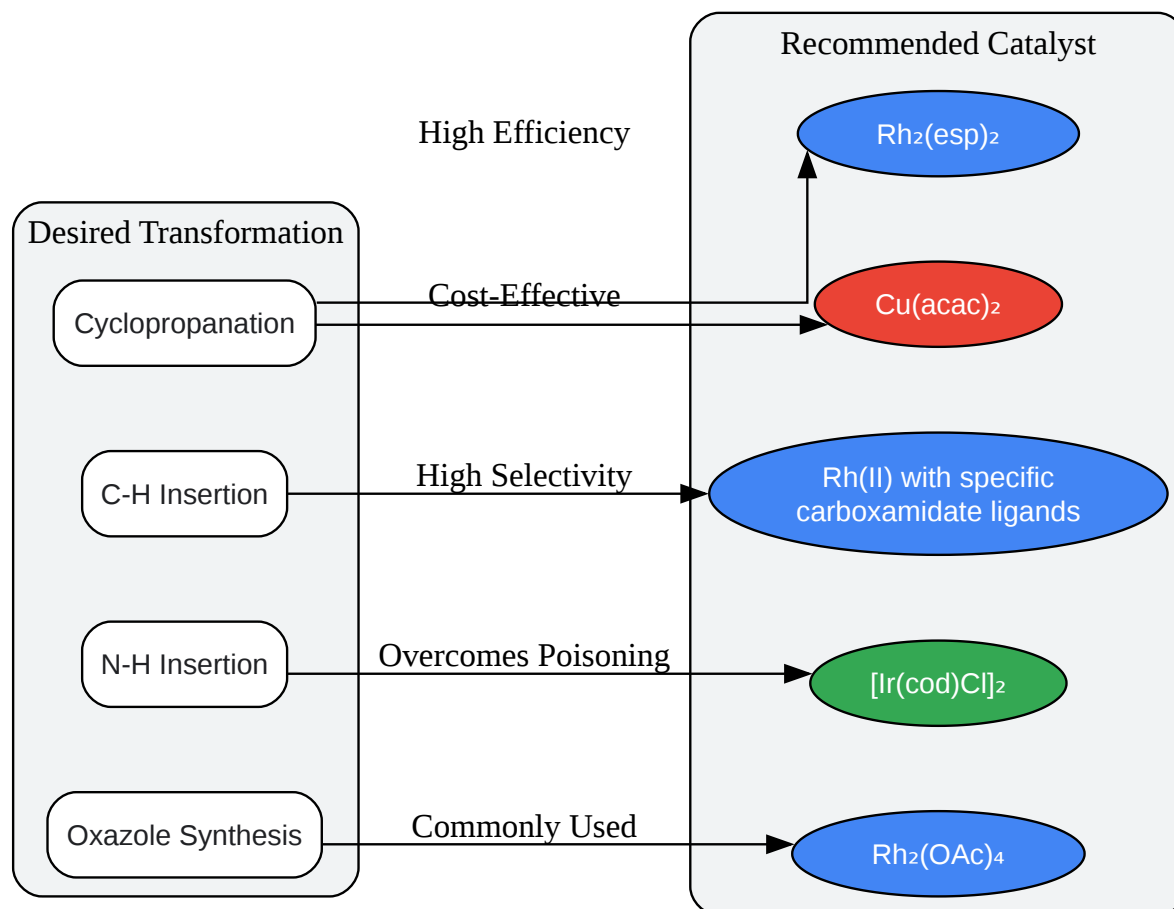 Recommended Catalyst
High Efficiency
Rh₂(esp)₂
Desired Transformation
Cyclopropanation
Cost-Effective
Cu(acac)₂
C-H Insertion
High Selectivity
Rh(II) with specific
carboxamidate ligands
N-H Insertion
Overcomes Poisoning
[Ir(cod)Cl]₂
Oxazole Synthesis
Commonly Used
Rh₂(OAc)₄